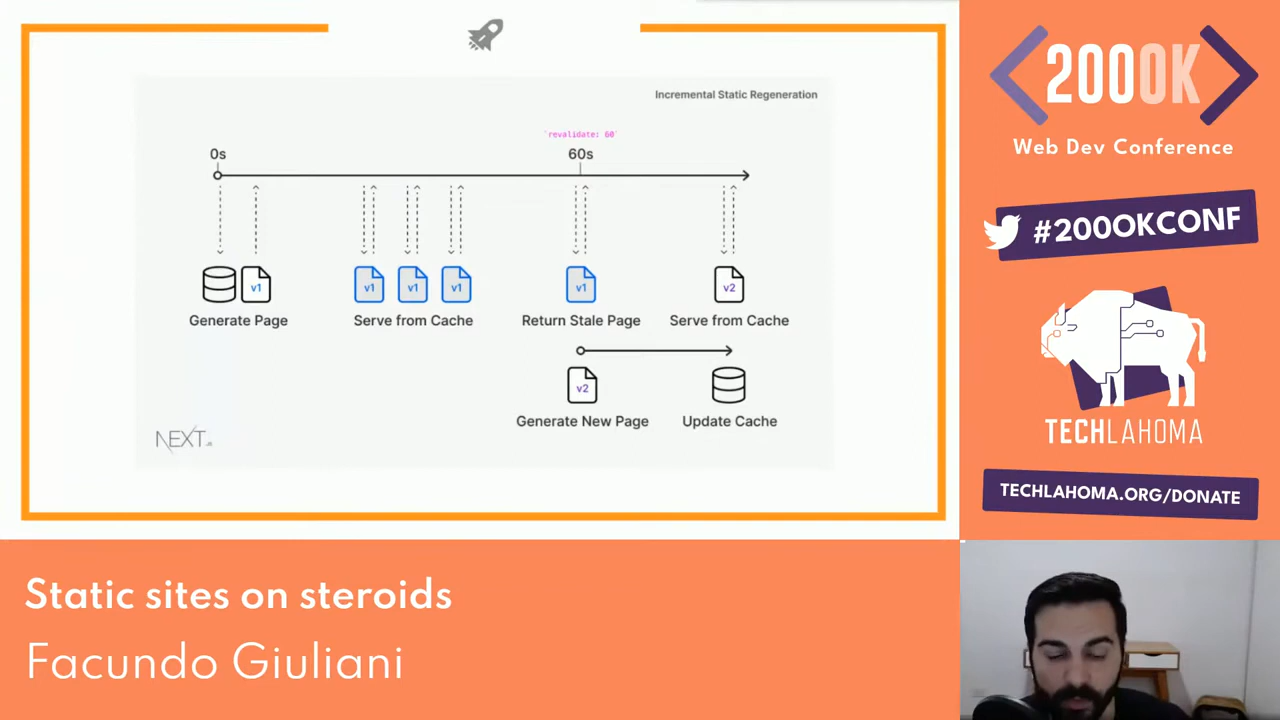 Incremental Static Regeneration
`revalidate: 60`
0s
60s
v1
v1
v1
v1
v1
v2
Generate Page
Serve from Cache
Return Stale Page
Serve from Cache
v2
Generate New Page
Update Cache
NEXT.JS
200OK
Web Dev Conference
#200OKCONF
TECHLAHOMA
TECHLAHOMA.ORG/DONATE
Static sites on steroids
Facundo Giuliani